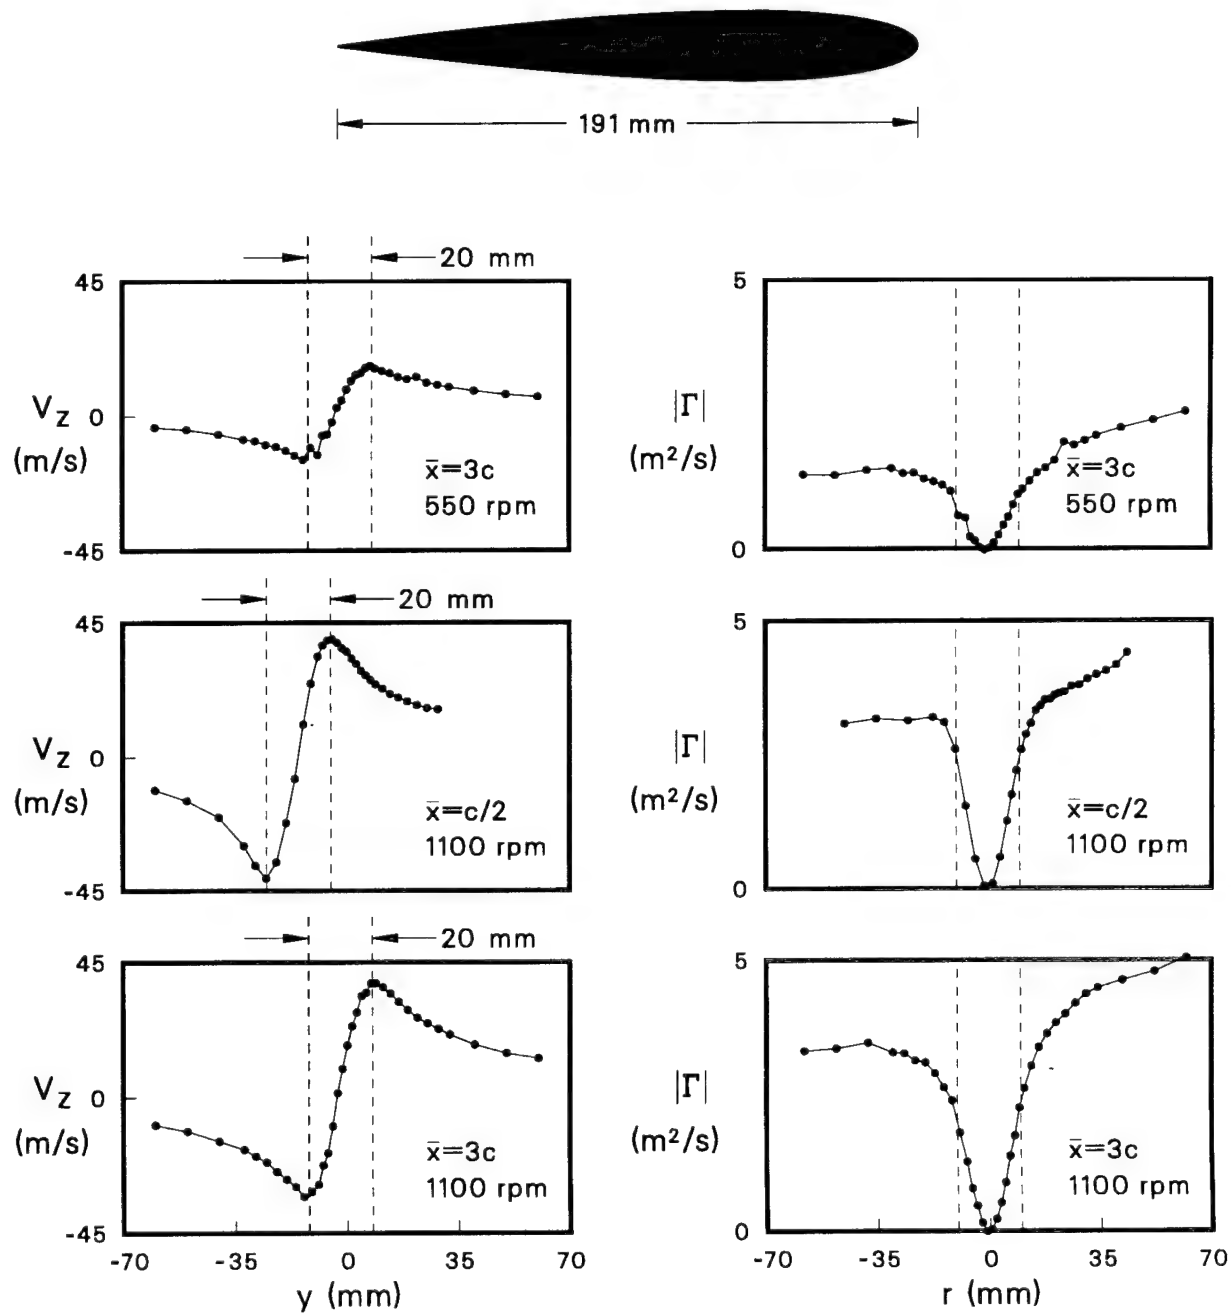 191 mm
20 mm
45
V_z 0
(m/s)
-45
x̄=3c
550 rpm
5
|Γ|
(m²/s)
0
x̄=3c
550 rpm
20 mm
45
V_z 0
(m/s)
-45
x̄=c/2
1100 rpm
5
|Γ|
(m²/s)
0
x̄=c/2
1100 rpm
20 mm
45
V_z 0
(m/s)
-45
x̄=3c
1100 rpm
-70 -35 0 35 70
y (mm)
5
|Γ|
(m²/s)
0
x̄=3c
1100 rpm
-70 -35 0 35 70
r (mm)